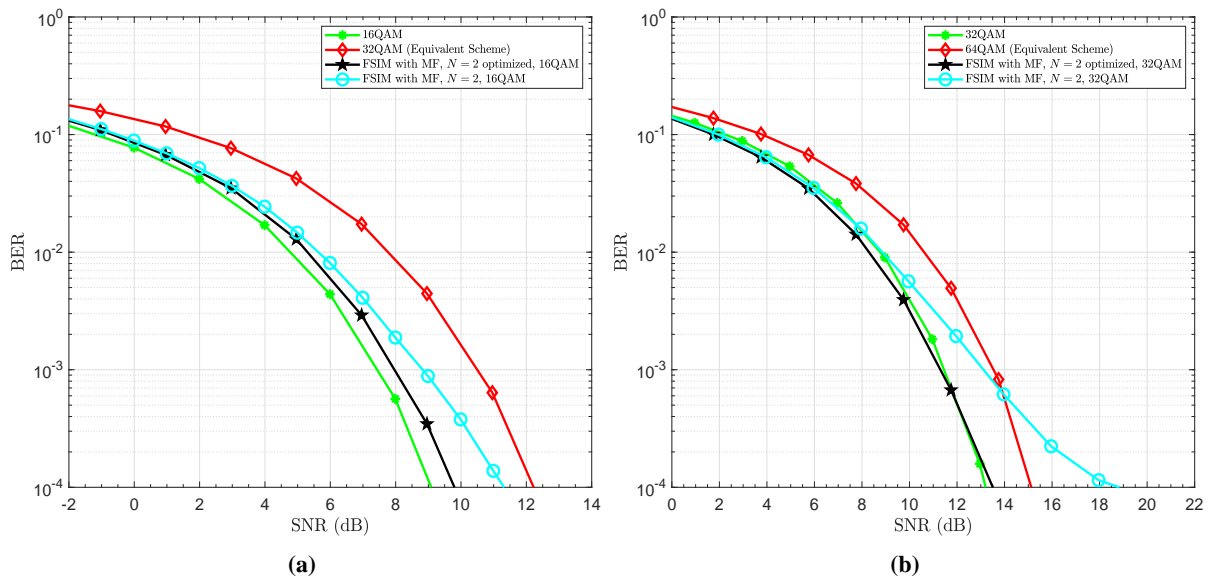 10^0
10^-1
10^-2
10^-3
10^-4
BER
-2 0 2 4 6 8 10 12 14
SNR (dB)
16QAM
32QAM (Equivalent Scheme)
FSIM with MF, N = 2 optimized, 16QAM
FSIM with MF, N = 2, 16QAM
(a)
10^0
10^-1
10^-2
10^-3
10^-4
BER
0 2 4 6 8 10 12 14 16 18 20 22
SNR (dB)
32QAM
64QAM (Equivalent Scheme)
FSIM with MF, N = 2 optimized, 32QAM
FSIM with MF, N = 2, 32QAM
(b)